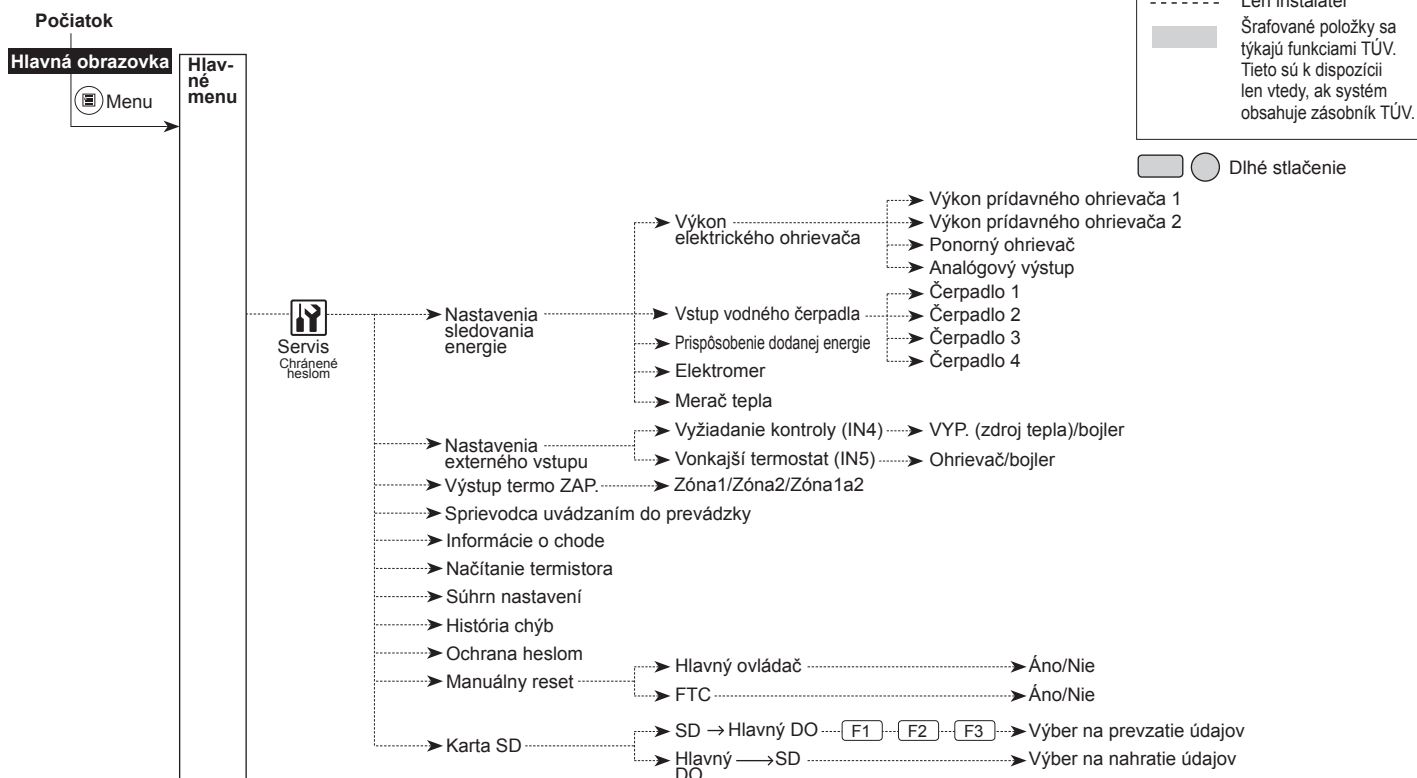 Len inštalatér
Šrafované položky sa
týkajú funkciami TÚV.
Tieto sú k dispozícii
len vtedy, ak systém
obsahuje zásobník TÚV.
Dlhé stlačenie
Počiatok
Hlavná obrazovka
Menu
Hlav-
né
menu
Servis
Chránené
heslom
Nastavenia
sledovania
energie
Výkon
elektrického ohrievača
Výkon prídavného ohrievača 1
Výkon prídavného ohrievača 2
Ponorný ohrievač
Analógový výstup
Vstup vodného čerpadla
Čerpadlo 1
Čerpadlo 2
Čerpadlo 3
Čerpadlo 4
Prispôsobenie dodanej energie
Elektromer
Merač tepla
Nastavenia
externého vstupu
Vyžiadanie kontroly (IN4)
VYP. (zdroj tepla)/bojler
Vonkajší termostat (IN5)
Ohrievač/bojler
Výstup termo ZAP.
Zóna1/Zóna2/Zóna1a2
Sprievodca uvádzaním do prevádzky
Informácie o chode
Načítanie termistora
Súhrn nastavení
História chýb
Ochrana heslom
Manuálny reset
Hlavný ovládač
Áno/Nie
FTC
Áno/Nie
Karta SD
SD → Hlavný DO
F1
F2
F3
Výber na prevzatie údajov
Hlavný → SD
DO
Výber na nahratie údajov